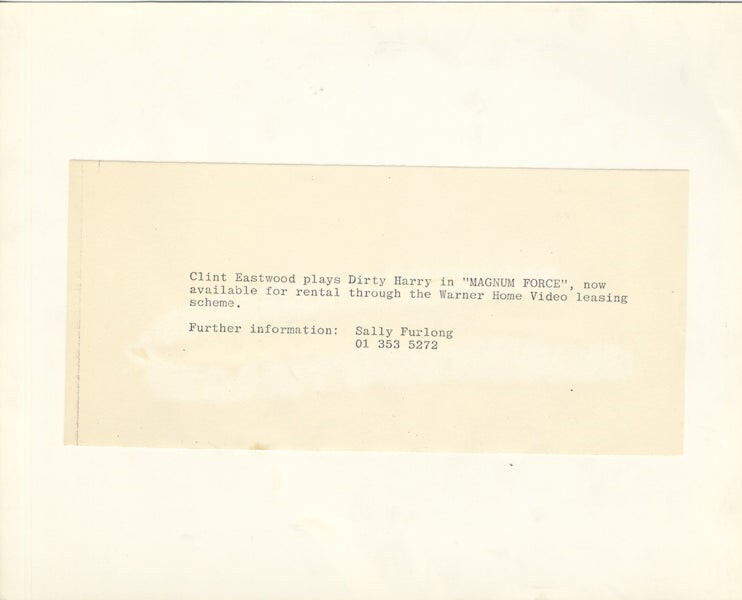 Clint Eastwood plays Dirty Harry in "MAGNUM FORCE", now
available for rental through the Warner Home Video leasing
scheme.
Further information: Sally Furlong
01 353 5272